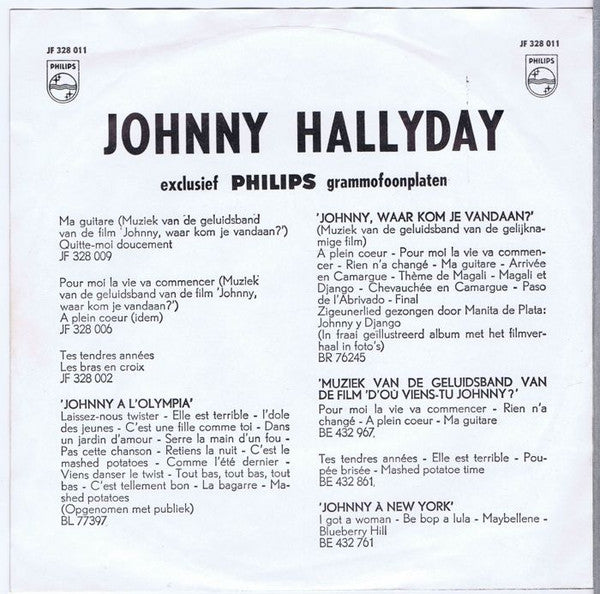 JF 328 011
PHILIPS
JF 328 011
PHILIPS
JOHNNY HALLYDAY
exclusief PHILIPS grammofoonplaten
Ma guitare (Muziek van de geluidsband
van de film 'Johnny, waar kom je vandaan?')
Quitte-moi doucement
JF 328 009
Pour moi la vie va commencer (Muziek
van de geluidsband van de film 'Johnny,
waar kom je vandaan?')
A plein coeur (idem)
JF 328 006
Tes tendres années
Les bras en croix
JF 328 002
'JOHNNY A L'OLYMPIA'
Laissez-nous twister - Elle est terrible - l'dole
des jeunes - C'est une fille comme toi - Dans
un jardin d'amour - Serre la main d'un fou -
Pas cette chanson - Retiens la nuit - C'est le
mashed potatoes - Comme l'été dernier -
Viens danser le twist - Tout bas, tout bas, tout
bas - C'est tellement bon - La bagarre - Ma-
shed potatoes
(Opgenomen met publiek)
BL 77397
'JOHNNY, WAAR KOM JE VANDAAN?'
(Muziek van de geluidsband van de gelijkna-
mige film)
A plein coeur - Pour moi la vie va commen-
cer - Rien n'a changé - Ma guitare - Arrivée
en Camargue - Thème de Magali - Magali et
Django - Chevauchée en Camargue - Paso
de l'Abrivado - Final
Zigeunerlied gezongen door Manita de Plata:
Johnny y Django
(In fraai geïllustreerd album met het filmver-
haal in foto's)
BR 76245
'MUZIEK VAN DE GELUIDSBAND VAN
DE FILM 'D'OU VIENS-TU JOHNNY?'
Pour moi la vie va commencer - Rien n'a
changé - A plein coeur - Ma guitare
BE 432 967
Tes tendres années - Elle est terrible - Pou-
pée brisée - Mashed potatoe time
BE 432 861
'JOHNNY À NEW YORK'
I got a woman - Be bop a lula - Maybellene -
Blueberry Hill
BE 432 761